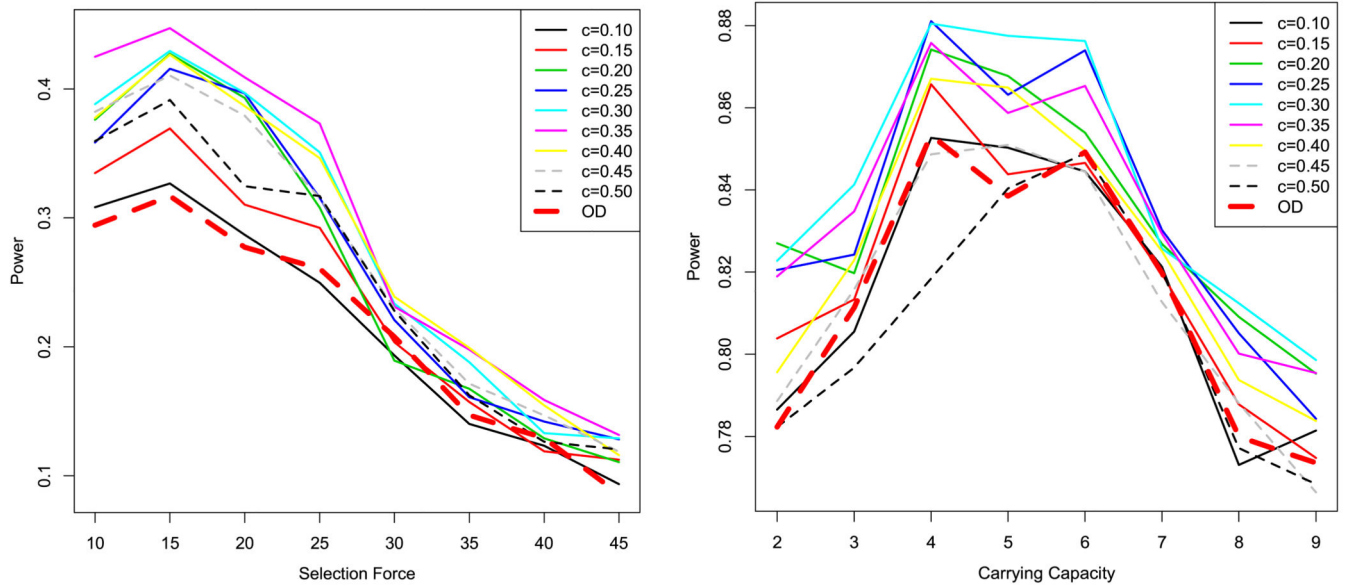 c=0.10
c=0.15
c=0.20
c=0.25
c=0.30
c=0.35
c=0.40
c=0.45
c=0.50
OD
0.4
0.3
0.2
0.1
Power
10 15 20 25 30 35 40 45
Selection Force
c=0.10
c=0.15
c=0.20
c=0.25
c=0.30
c=0.35
c=0.40
c=0.45
c=0.50
OD
0.88
0.86
0.84
0.82
0.80
0.78
Power
2 3 4 5 6 7 8 9
Carrying Capacity